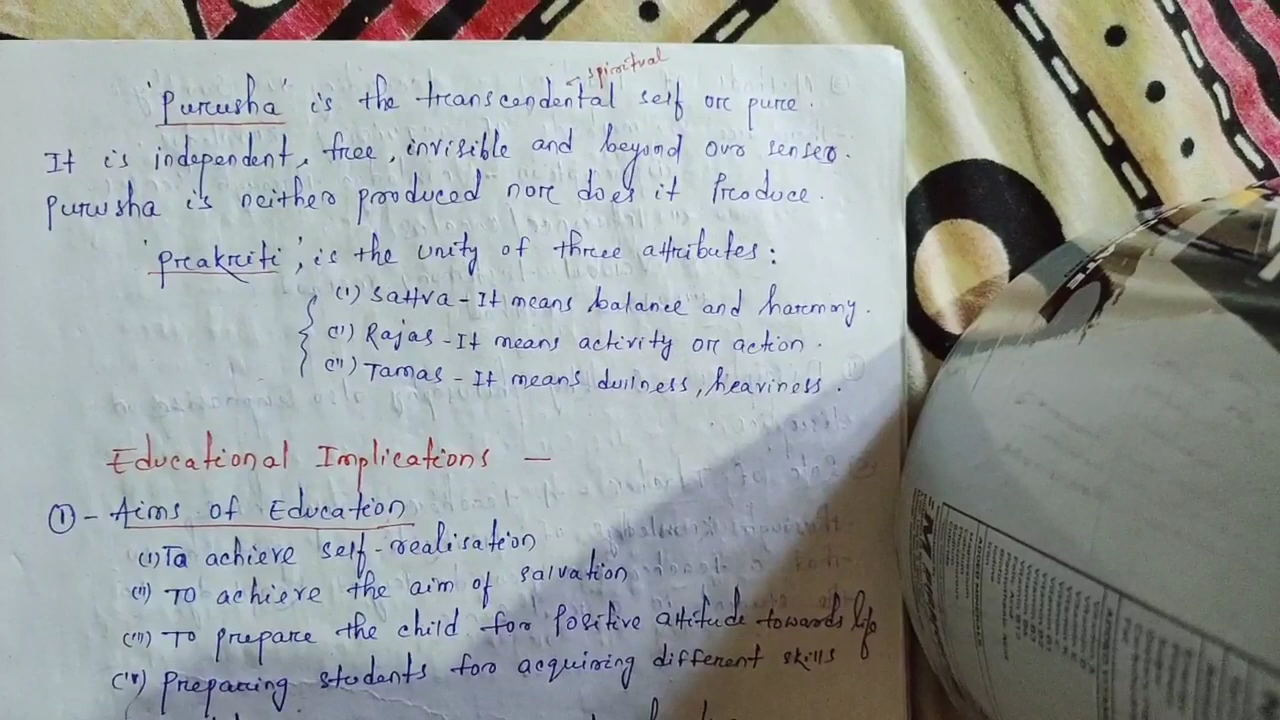 spiritual
'Purusha' is the transcendental self or pure.
It is independent, free, invisible and beyond our senses.
Purusha is neither produced nor does it Produce.
'Prakriti', is the unity of three attributes:
(i) Sattva - It means balance and harmony.
(ii) Rajas - It means activity or action.
(iii) Tamas - It means dullness, heaviness.
Educational Implications —
① - Aims of Education
(i) To achieve self-realisation
(ii) To achieve the aim of salvation
(iii) To prepare the child for Positive attitude towards life
(iv) Preparing students for acquiring different skills